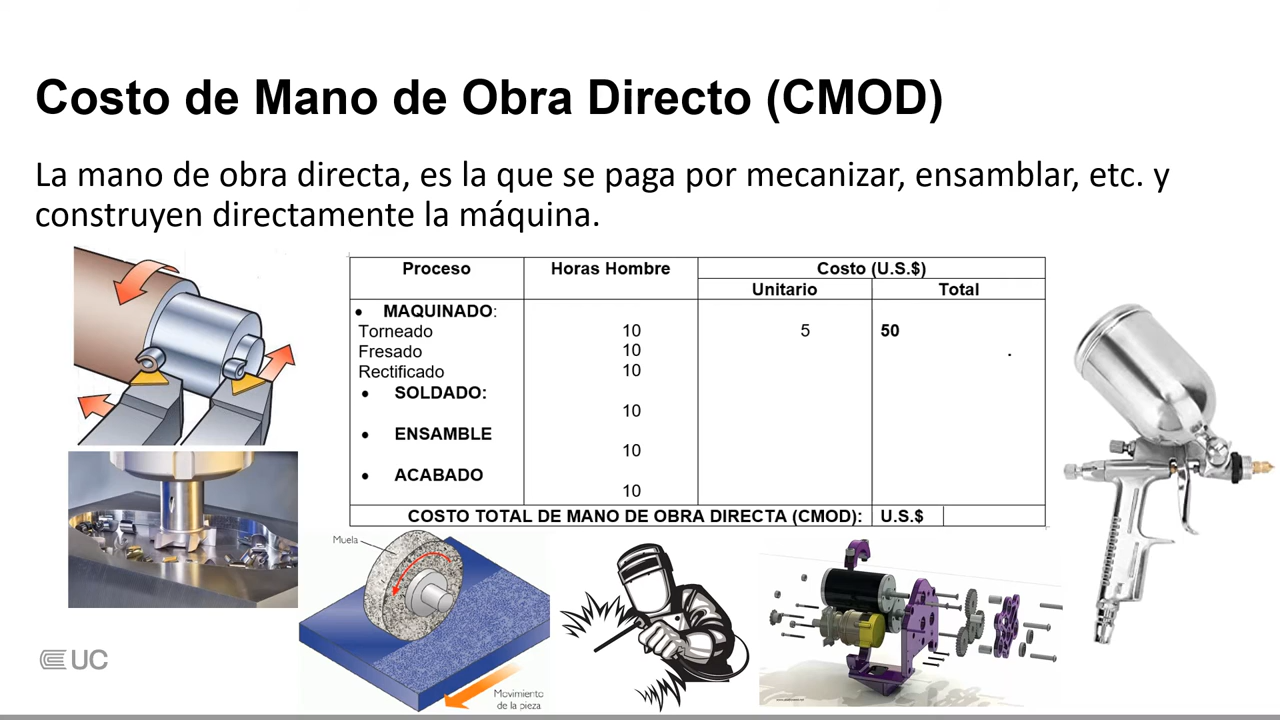 Costo de Mano de Obra Directo (CMOD)
La mano de obra directa, es la que se paga por mecanizar, ensamblar, etc. y
construyen directamente la máquina.
Proceso Horas Hombre Costo (U.S.$)
Unitario Total
• MAQUINADO:
Torneado 10 5 50
Fresado 10
Rectificado 10
• SOLDADO:
10
• ENSAMBLE
10
• ACABADO
10
COSTO TOTAL DE MANO DE OBRA DIRECTA (CMOD): U.S.$
Muela
Movimiento
de la pieza
UC